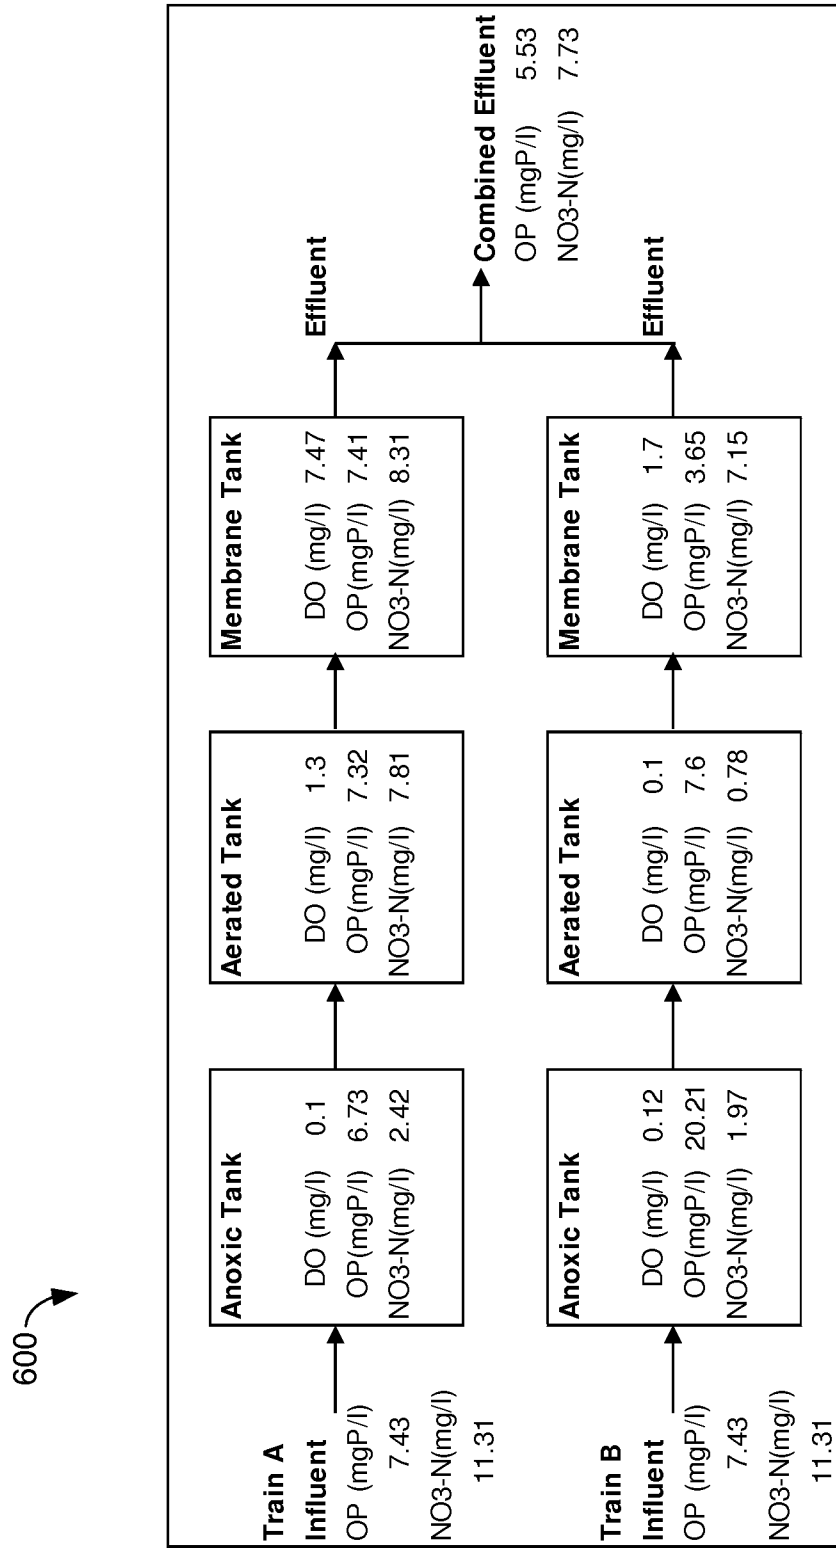 600
Train A
Influent
OP (mgP/l)
7.43
NO3-N(mg/l)
11.31
Anoxic Tank
DO (mg/l) 0.1
OP(mgP/l) 6.73
NO3-N(mg/l) 2.42
Aerated Tank
DO (mg/l) 1.3
OP(mgP/l) 7.32
NO3-N(mg/l) 7.81
Membrane Tank
DO (mg/l) 7.47
OP(mgP/l) 7.41
NO3-N(mg/l) 8.31
Effluent
Combined Effluent
OP (mgP/l) 5.53
NO3-N(mg/l) 7.73
Train B
Influent
OP (mgP/l)
7.43
NO3-N(mg/l)
11.31
Anoxic Tank
DO (mg/l) 0.12
OP(mgP/l) 20.21
NO3-N(mg/l) 1.97
Aerated Tank
DO (mg/l) 0.1
OP(mgP/l) 7.6
NO3-N(mg/l) 0.78
Membrane Tank
DO (mg/l) 1.7
OP(mgP/l) 3.65
NO3-N(mg/l) 7.15
Effluent